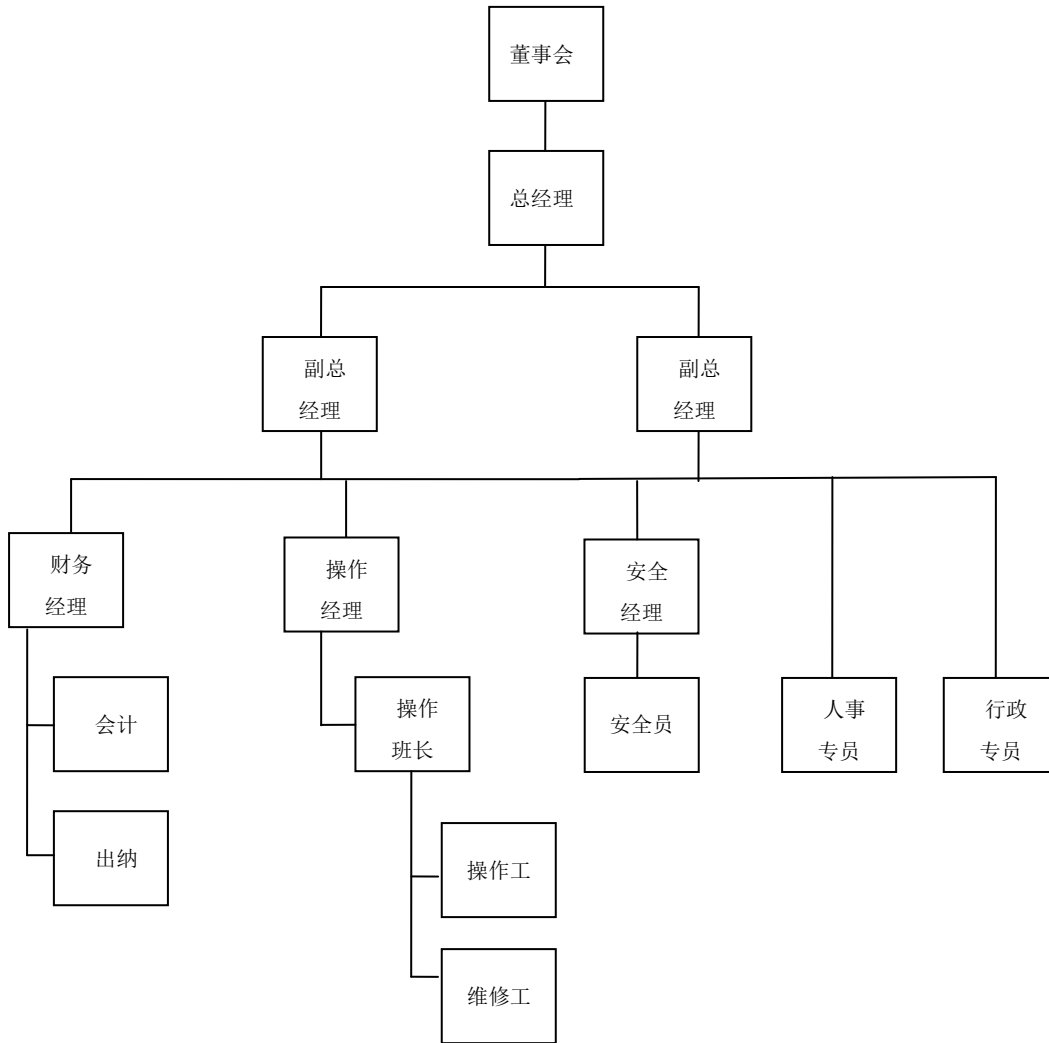 董事会
总经理
副总
经理
副总
经理
财务
经理
操作
经理
安全
经理
会计
操作
班长
安全员
人事
专员
行政
专员
出纳
操作工
维修工